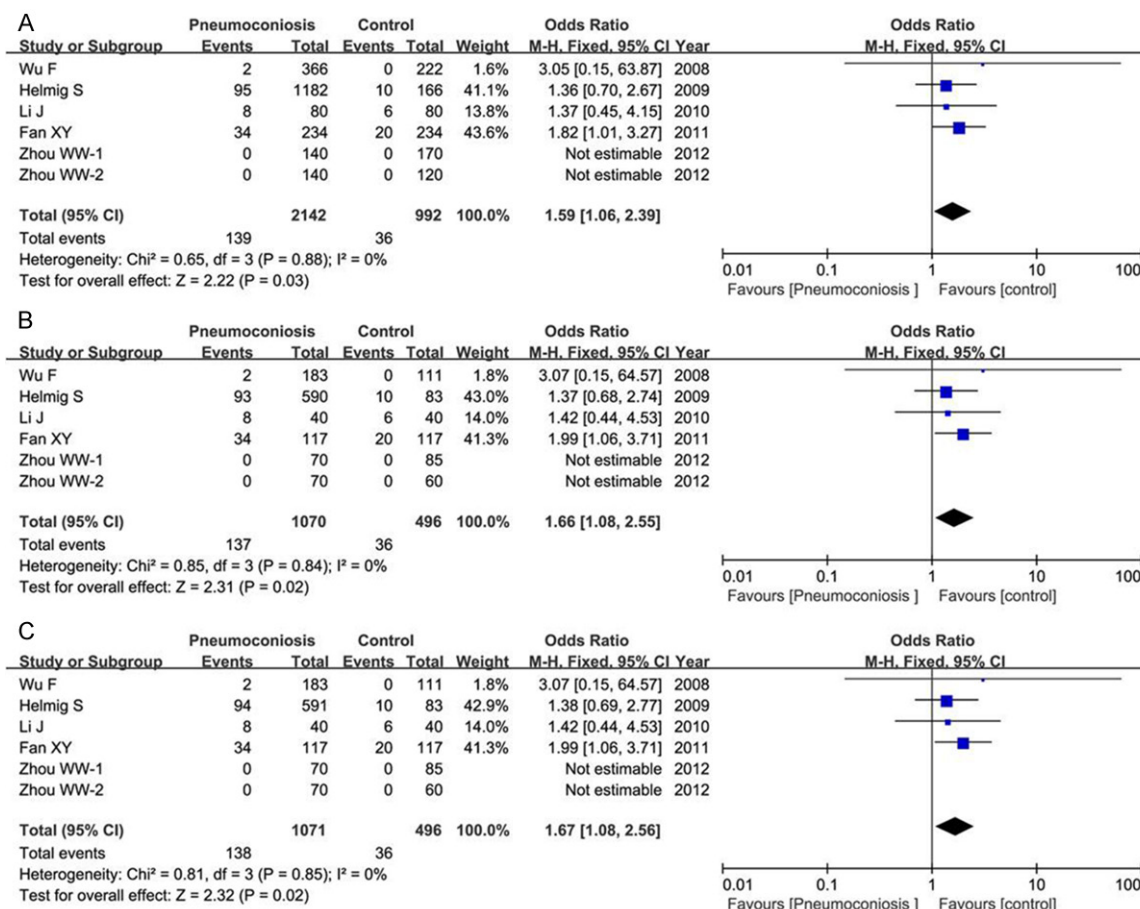 A
Pneumoconiosis Control Odds Ratio Odds Ratio
Study or Subgroup Events Total Events Total Weight M-H, Fixed, 95% CI Year M-H, Fixed, 95% CI
Wu F 2 366 0 222 1.6% 3.05 [0.15, 63.87] 2008
Helmig S 95 1182 10 166 41.1% 1.36 [0.70, 2.67] 2009
Li J 8 80 6 80 13.8% 1.37 [0.45, 4.15] 2010
Fan XY 34 234 20 234 43.6% 1.82 [1.01, 3.27] 2011
Zhou WW-1 0 140 0 170 Not estimable 2012
Zhou WW-2 0 140 0 120 Not estimable 2012
Total (95% CI) 2142 992 100.0% 1.59 [1.06, 2.39]
Total events 139 36
Heterogeneity: Chi² = 0.65, df = 3 (P = 0.88); I² = 0%
Test for overall effect: Z = 2.22 (P = 0.03)
0.01 0.1 1 10 100
Favours [Pneumoconiosis ] Favours [control]
B
Pneumoconiosis Control Odds Ratio Odds Ratio
Study or Subgroup Events Total Events Total Weight M-H, Fixed, 95% CI Year M-H, Fixed, 95% CI
Wu F 2 183 0 111 1.8% 3.07 [0.15, 64.57] 2008
Helmig S 93 590 10 83 43.0% 1.37 [0.68, 2.74] 2009
Li J 8 40 6 40 14.0% 1.42 [0.44, 4.53] 2010
Fan XY 34 117 20 117 41.3% 1.99 [1.06, 3.71] 2011
Zhou WW-1 0 70 0 85 Not estimable 2012
Zhou WW-2 0 70 0 60 Not estimable 2012
Total (95% CI) 1070 496 100.0% 1.66 [1.08, 2.55]
Total events 137 36
Heterogeneity: Chi² = 0.85, df = 3 (P = 0.84); I² = 0%
Test for overall effect: Z = 2.31 (P = 0.02)
0.01 0.1 1 10 100
Favours [Pneumoconiosis ] Favours [control]
C
Pneumoconiosis Control Odds Ratio Odds Ratio
Study or Subgroup Events Total Events Total Weight M-H, Fixed, 95% CI Year M-H, Fixed, 95% CI
Wu F 2 183 0 111 1.8% 3.07 [0.15, 64.57] 2008
Helmig S 94 591 10 83 42.9% 1.38 [0.69, 2.77] 2009
Li J 8 40 6 40 14.0% 1.42 [0.44, 4.53] 2010
Fan XY 34 117 20 117 41.3% 1.99 [1.06, 3.71] 2011
Zhou WW-1 0 70 0 85 Not estimable 2012
Zhou WW-2 0 70 0 60 Not estimable 2012
Total (95% CI) 1071 496 100.0% 1.67 [1.08, 2.56]
Total events 138 36
Heterogeneity: Chi² = 0.81, df = 3 (P = 0.85); I² = 0%
Test for overall effect: Z = 2.32 (P = 0.02)
0.01 0.1 1 10 100
Favours [Pneumoconiosis ] Favours [control]